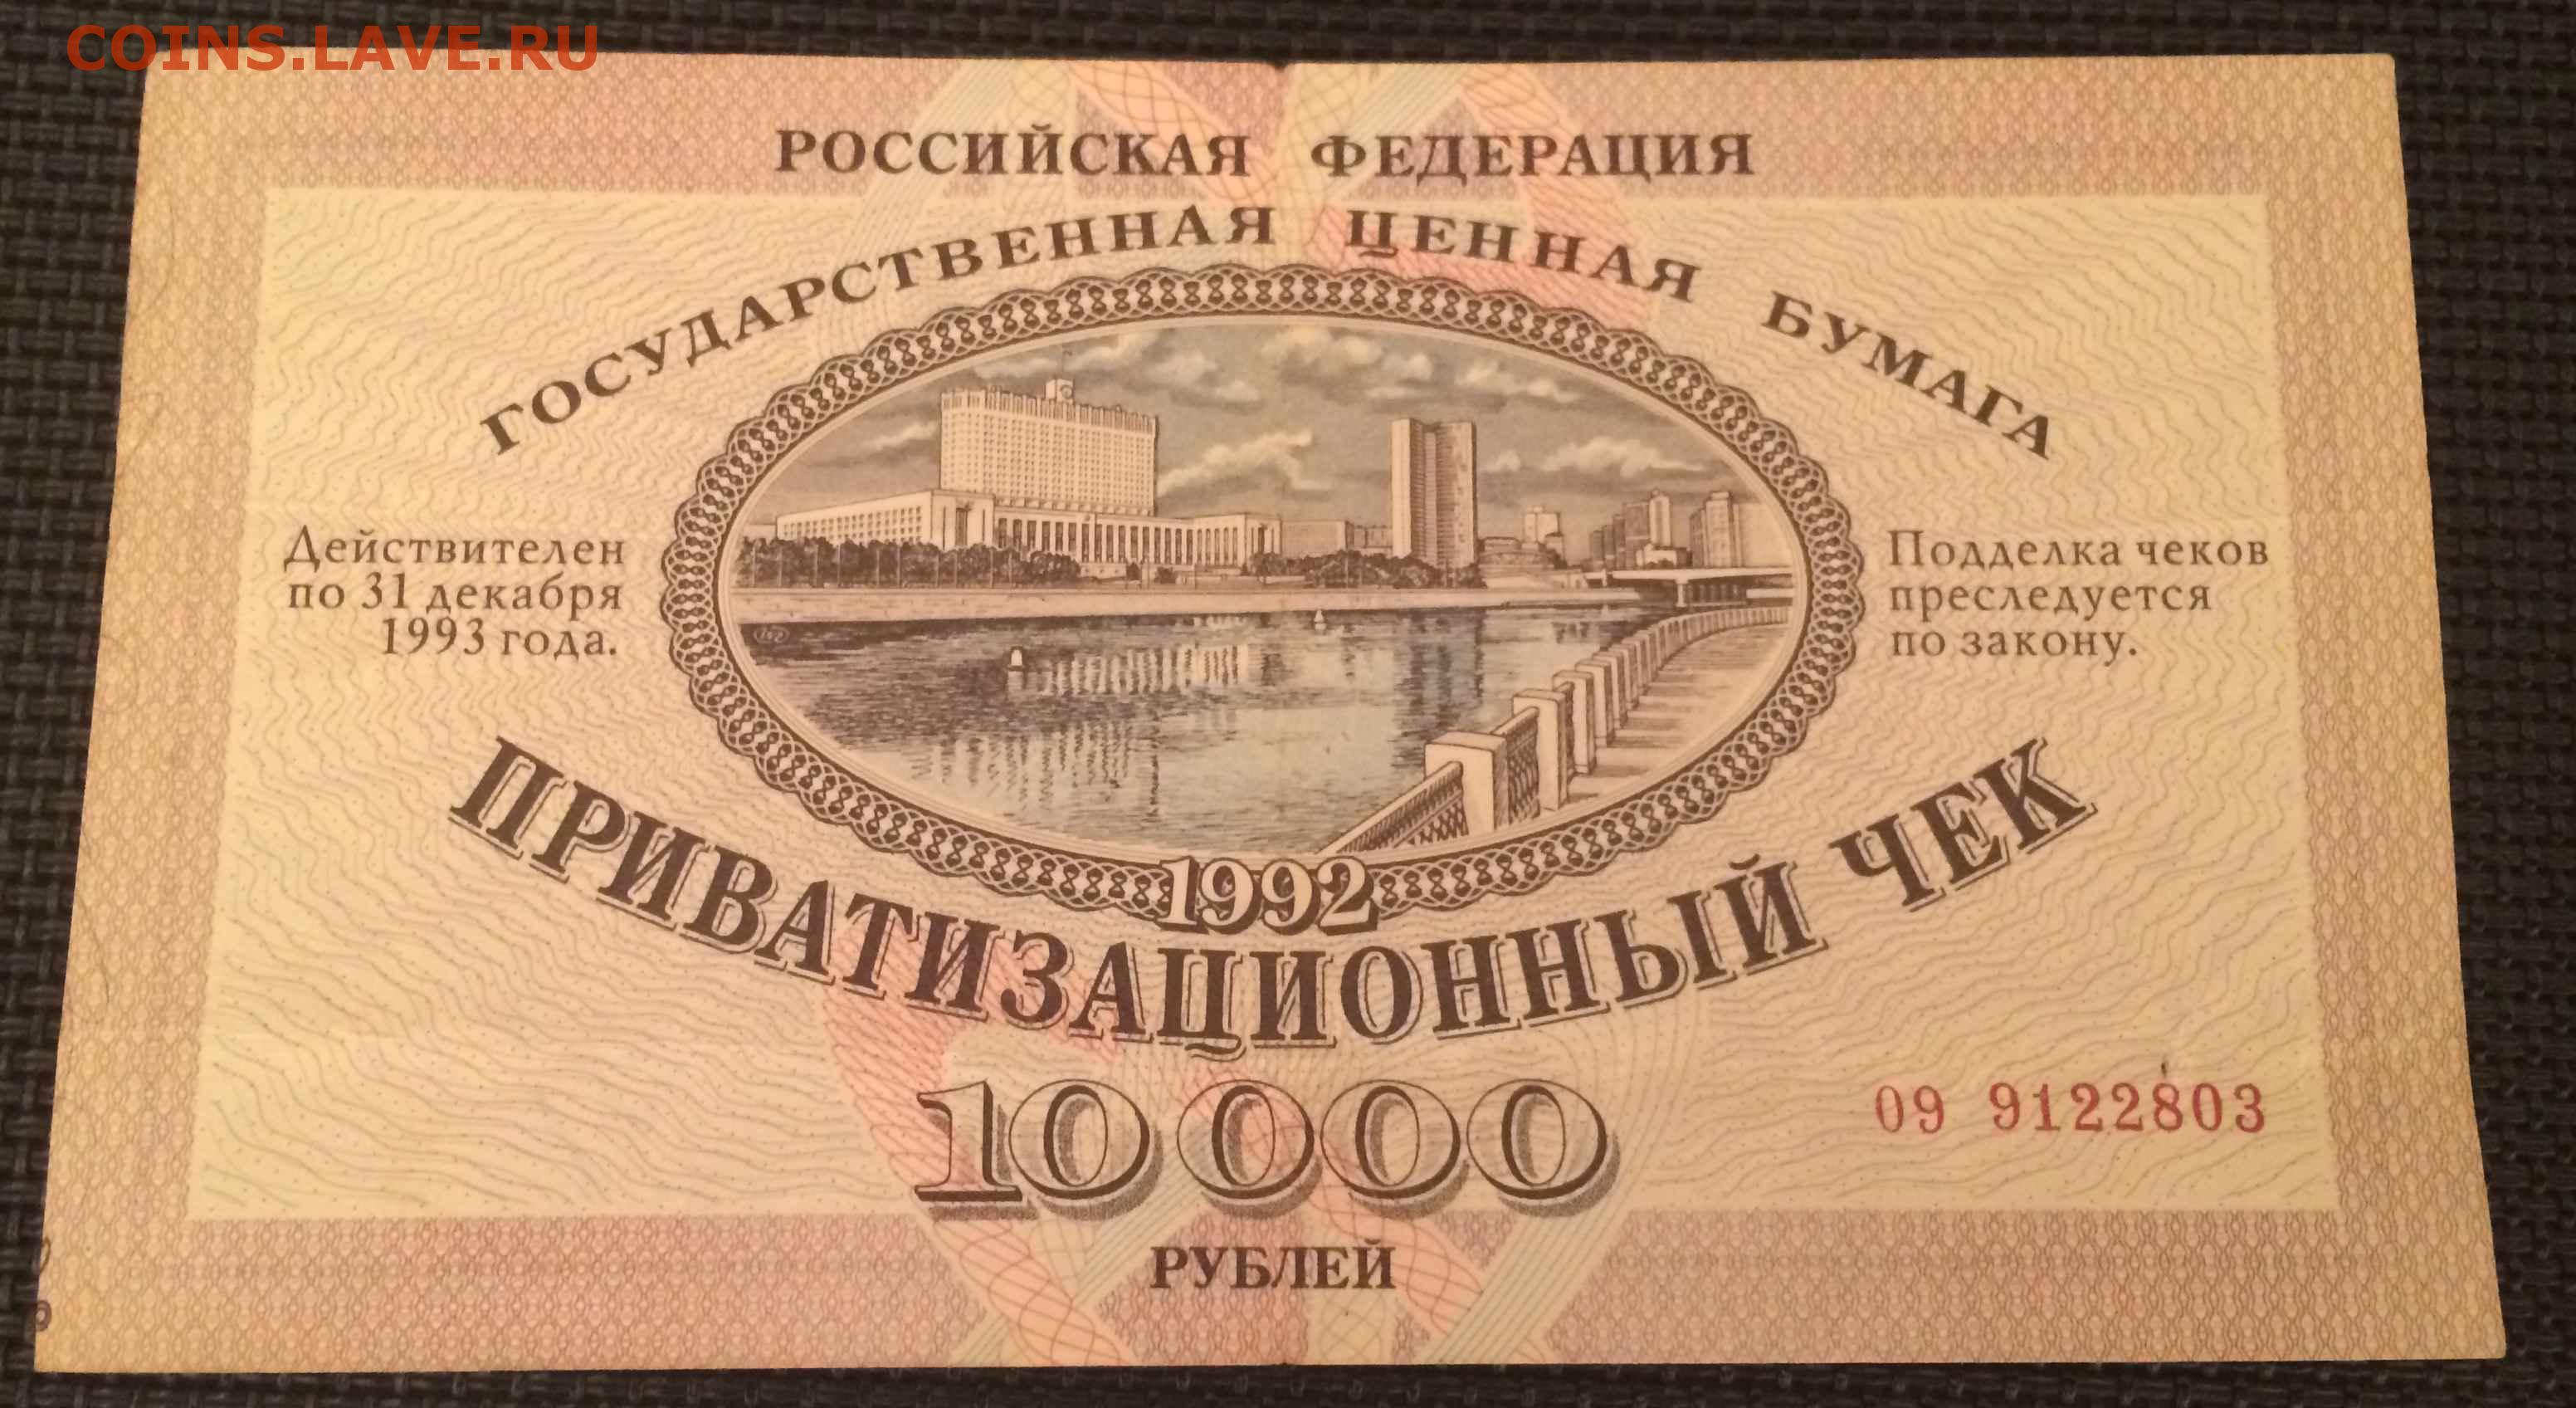 COINS.LAVE.RU
РОССИЙСКАЯ ФЕДЕРАЦИЯ
ГОСУДАРСТВЕННАЯ ЦЕННАЯ БУМАГА
Действителен
по 31 декабря
1993 года.
Подделка чеков
преследуется
по закону.
1992
ПРИВАТИЗАЦИОННЫЙ ЧЕК
10 000
09 9122803
РУБЛЕЙ